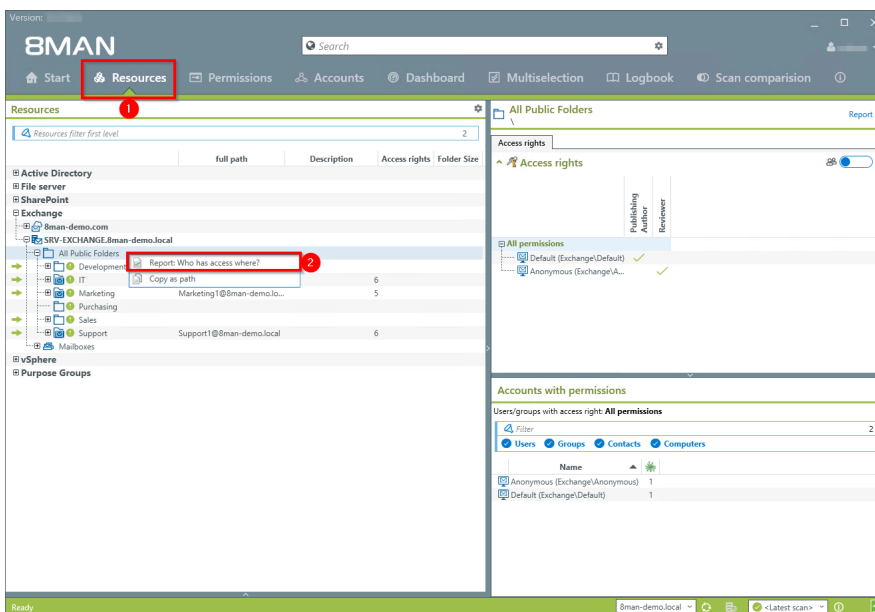 Version:
8MAN
Search
Start Resources Permissions Accounts Dashboard Multiselection Logbook Scan comparision
1
Resources
Resources filter first level 2
full path Description Access rights Folder Size
Active Directory
File server
SharePoint
Exchange
8man-demo.com
SRV-EXCHANGE.8man-demo.local
All Public Folders
Development
Report: Who has access where?
2
IT 6
Copy as path
Marketing Marketing1@8man-demo.lo... 5
Purchasing
Sales
Support Support1@8man-demo.local 6
Mailboxes
vSphere
Purpose Groups
All Public Folders
\
Report
Access rights
Access rights
Publishing Author
Reviewer
All permissions
Default (Exchange\Default)
Anonymous (Exchange\A...
Accounts with permissions
Users/groups with access right: All permissions
Filter 2
Users Groups Contacts Computers
Name
Anonymous (Exchange\Anonymous) 1
Default (Exchange\Default) 1
Ready
8man-demo.local <Latest scan>